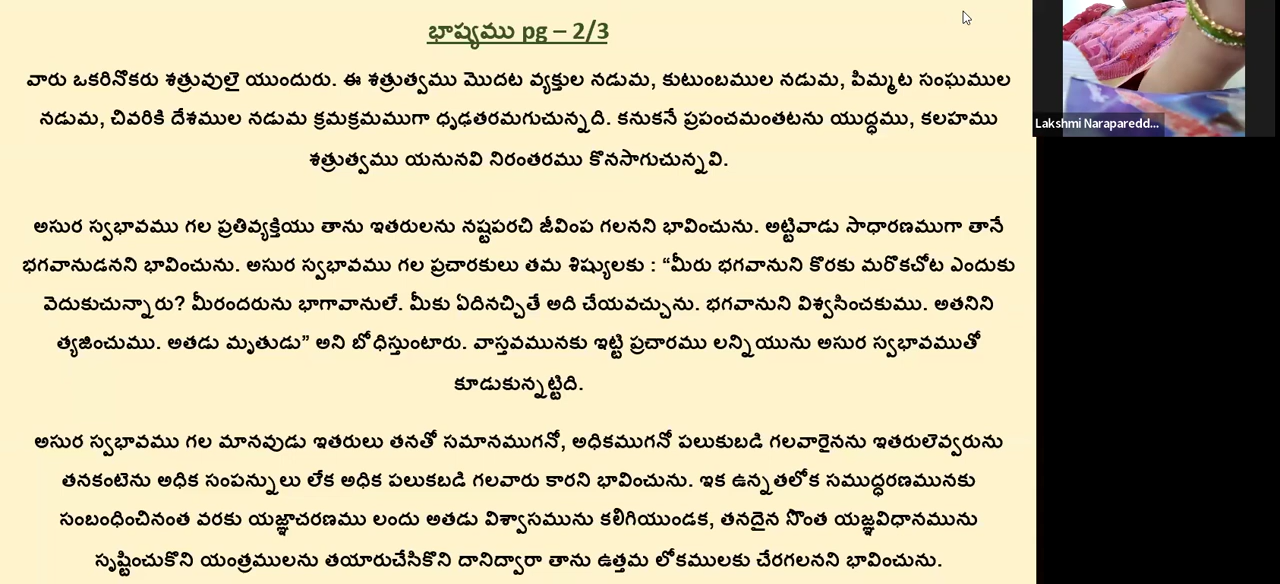 భాష్యము pg – 2/3
వారు ఒకరినొకరు శత్రువులై యుందురు. ఈ శత్రుత్వము మొదట వ్యక్తుల నడుమ, కుటుంబముల నడుమ, పిమ్మట సంఘముల
నడుమ, చివరికి దేశముల నడుమ క్రమక్రమముగా ధృఢతరమగుచున్నది. కనుకనే ప్రపంచమంతటను యుద్ధము, కలహము
శత్రుత్వము యనునవి నిరంతరము కొనసాగుచున్నవి.
అసుర స్వభావము గల ప్రతివ్యక్తియు తాను ఇతరులను నష్టపరచి జీవింప గలనని భావించును. అట్టివాడు సాధారణముగా తానే
భగవానుడనని భావించును. అసుర స్వభావము గల ప్రచారకులు తమ శిష్యులకు : “మీరు భగవానుని కొరకు మరొకచోట ఎందుకు
వెదుకుచున్నారు? మీరందరును భాగావానులే. మీకు ఏదినచ్చితే అది చేయవచ్చును. భగవానుని విశ్వసించకుము. అతనిని
త్యజించుము. అతడు మృతుడు” అని బోధిస్తుంటారు. వాస్తవమునకు ఇట్టి ప్రచారము లన్నియును అసుర స్వభావముతో
కూడుకున్నట్టిది.
అసుర స్వభావము గల మానవుడు ఇతరులు తనతో సమానముగనో, అధికముగనో పలుకుబడి గలవారైనను ఇతరులెవ్వరును
తనకంటెను అధిక సంపన్నులు లేక అధిక పలుకబడి గలవారు కారని భావించును. ఇక ఉన్నతలోక సముద్ధరణమునకు
సంబంధించినంత వరకు యజ్ఞాచరణము లందు అతడు విశ్వాసమును కలిగియుండక, తనదైన సొంత యజ్ఞవిధానమును
సృష్టించుకొని యంత్రములను తయారుచేసికొని దానిద్వారా తాను ఉత్తమ లోకములకు చేరగలనని భావించును.
Lakshmi Narapaредd...